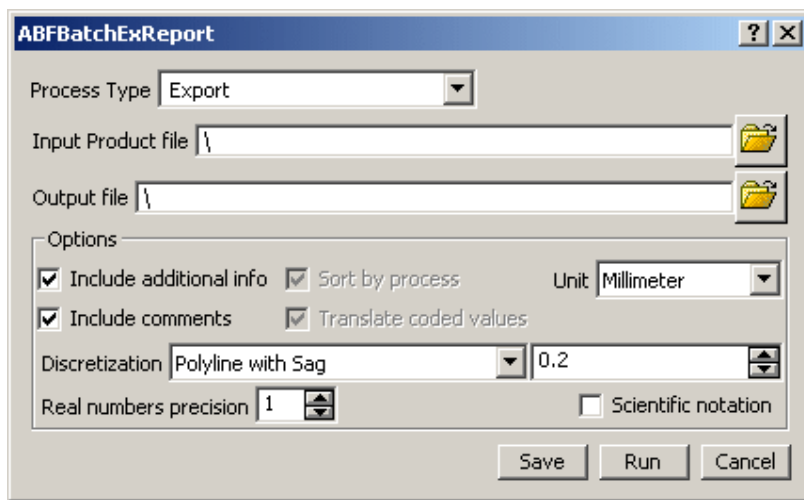 ABFBatchExReport
Process Type Export
Input Product file \
Output file \
Options
Include additional info Sort by process Unit Millimeter
Include comments Translate coded values
Discretization Polyline with Sag 0.2
Real numbers precision 1 Scientific notation
Save Run Cancel